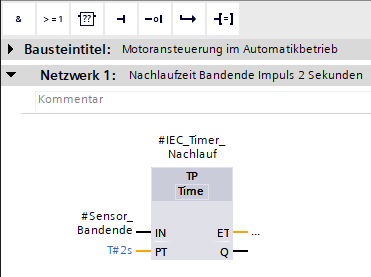 & >=1 ?? -| -o| -[=]
Bausteintitel: Motoransteuerung im Automatikbetrieb
Netzwerk 1: Nachlaufzeit Bandende Impuls 2 Sekunden
Kommentar
#IEC_Timer_
Nachlauf
TP
Time
#Sensor_
Bandende
IN
ET
...
T#2s
PT
Q